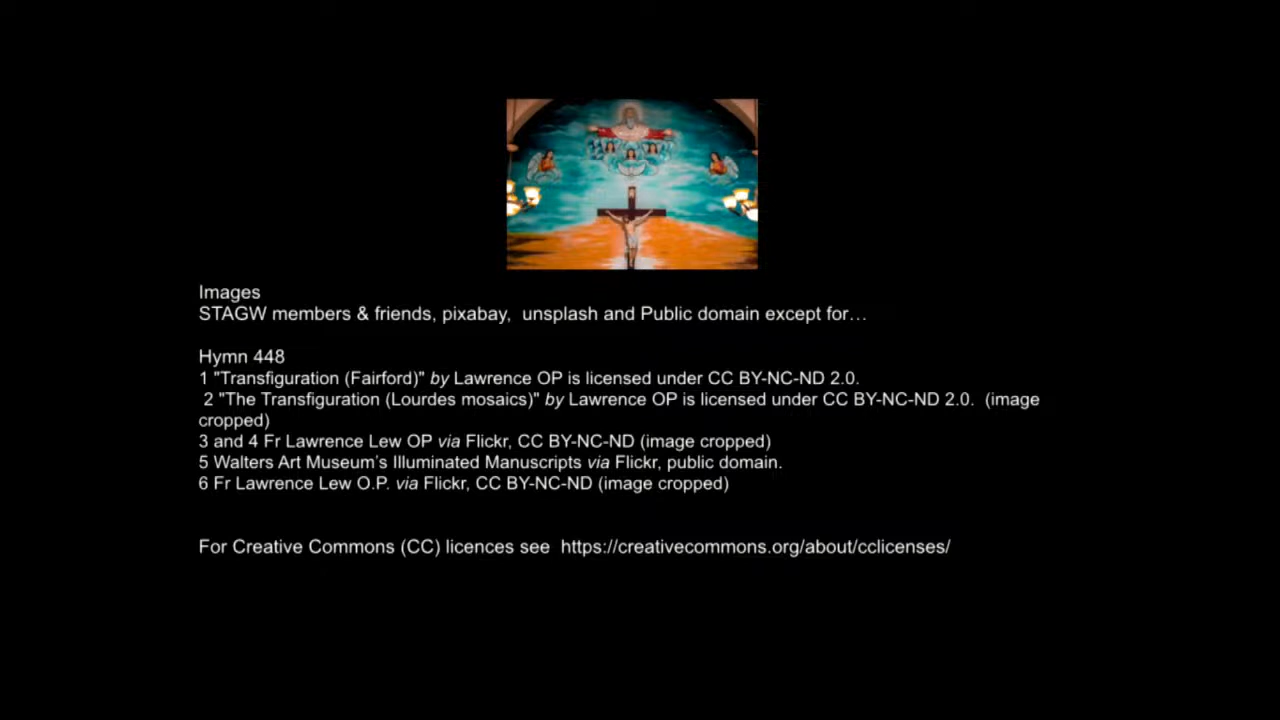 Images
STAGW members & friends, pixabay,  unsplash and Public domain except for…
Hymn 448
1 "Transfiguration (Fairford)" by Lawrence OP is licensed under CC BY-NC-ND 2.0.
2 "The Transfiguration (Lourdes mosaics)" by Lawrence OP is licensed under CC BY-NC-ND 2.0.  (image
cropped)
3 and 4 Fr Lawrence Lew OP via Flickr, CC BY-NC-ND (image cropped)
5 Walters Art Museum’s Illuminated Manuscripts via Flickr, public domain.
6 Fr Lawrence Lew O.P. via Flickr, CC BY-NC-ND (image cropped)
For Creative Commons (CC) licences see  https://creativecommons.org/about/cclicenses/